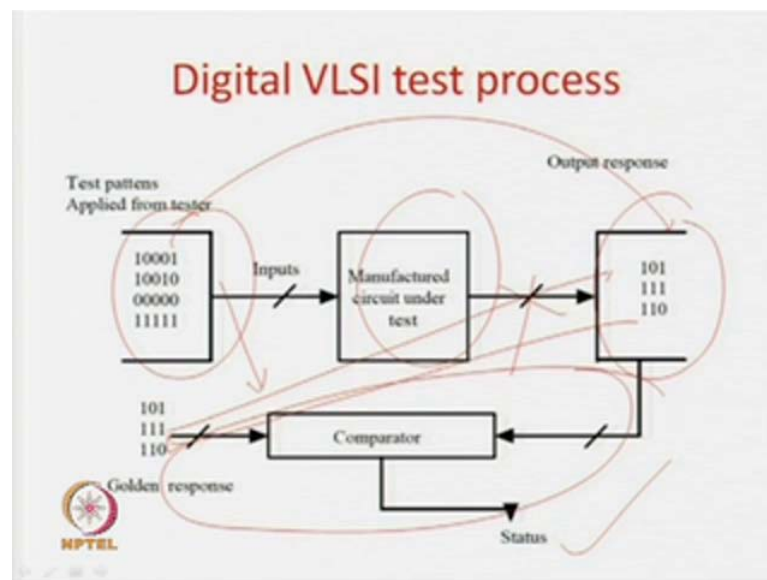 Digital VLSI test process
Test pattens
Applied from tester
Output response
10001
10010
00000
11111
Inputs
Manufactured
circuit under
test
101
111
110
101
111
110
Comparator
Golden response
Status
NPTEL